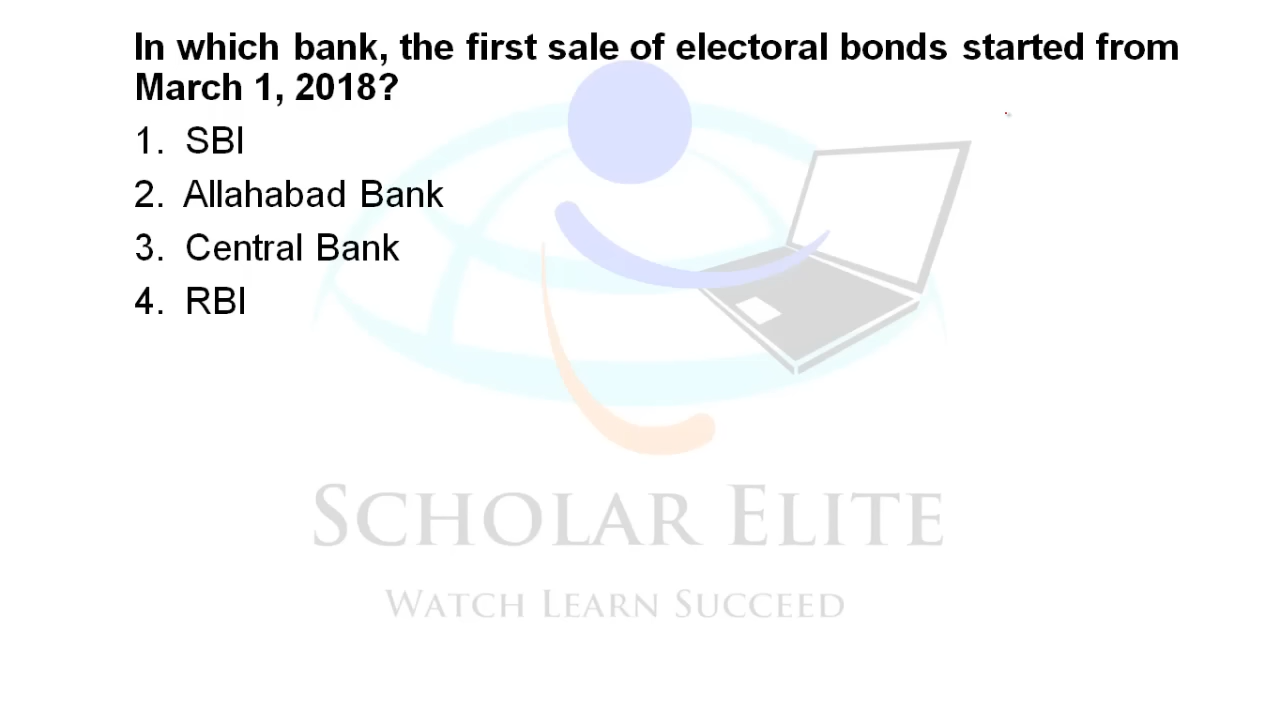 In which bank, the first sale of electoral bonds started from
March 1, 2018?
1. SBI
2. Allahabad Bank
3. Central Bank
4. RBI
SCHOLAR ELITE
WATCH LEARN SUCCEED